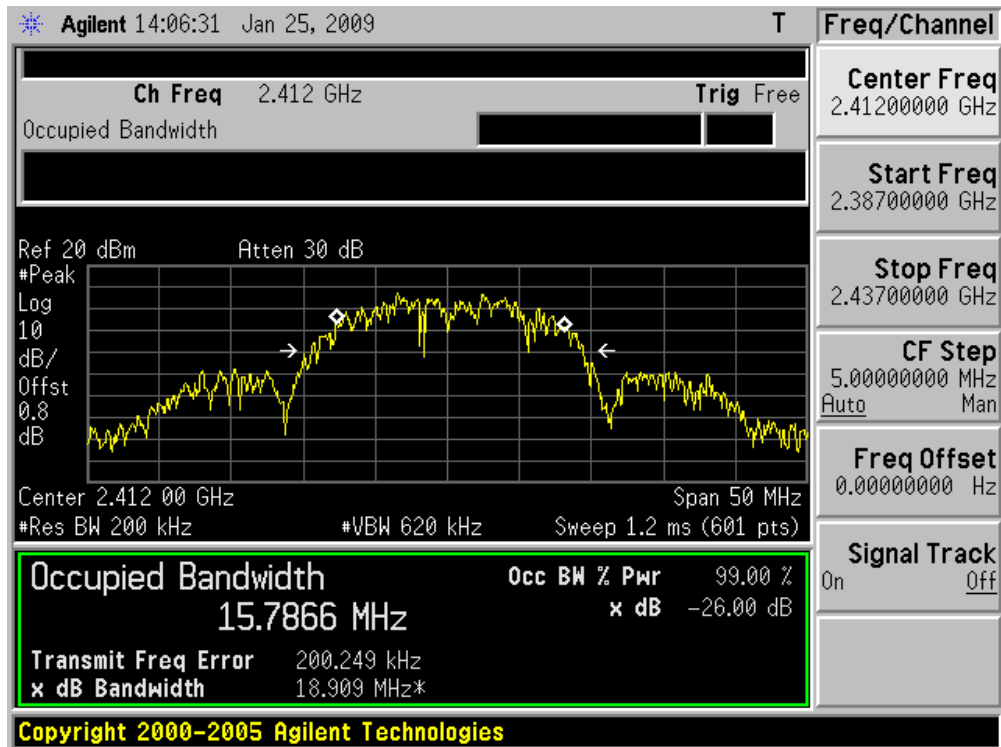 Agilent 14:06:31 Jan 25, 2009 T
Ch Freq 2.412 GHz Trig Free
Occupied Bandwidth
Ref 20 dBm Atten 30 dB
#Peak
Log
10
dB/
Offst
0.8
dB
Center 2.412 00 GHz Span 50 MHz
#Res BW 200 kHz #VBW 620 kHz Sweep 1.2 ms (601 pts)
Occupied Bandwidth Occ BW % Pwr 99.00 %
15.7866 MHz x dB -26.00 dB
Transmit Freq Error 200.249 kHz
x dB Bandwidth 18.909 MHz*
Copyright 2000-2005 Agilent Technologies
Freq/Channel
Center Freq
2.41200000 GHz
Start Freq
2.38700000 GHz
Stop Freq
2.43700000 GHz
CF Step
5.00000000 MHz
Auto Man
Freq Offset
0.00000000 Hz
Signal Track
On Off